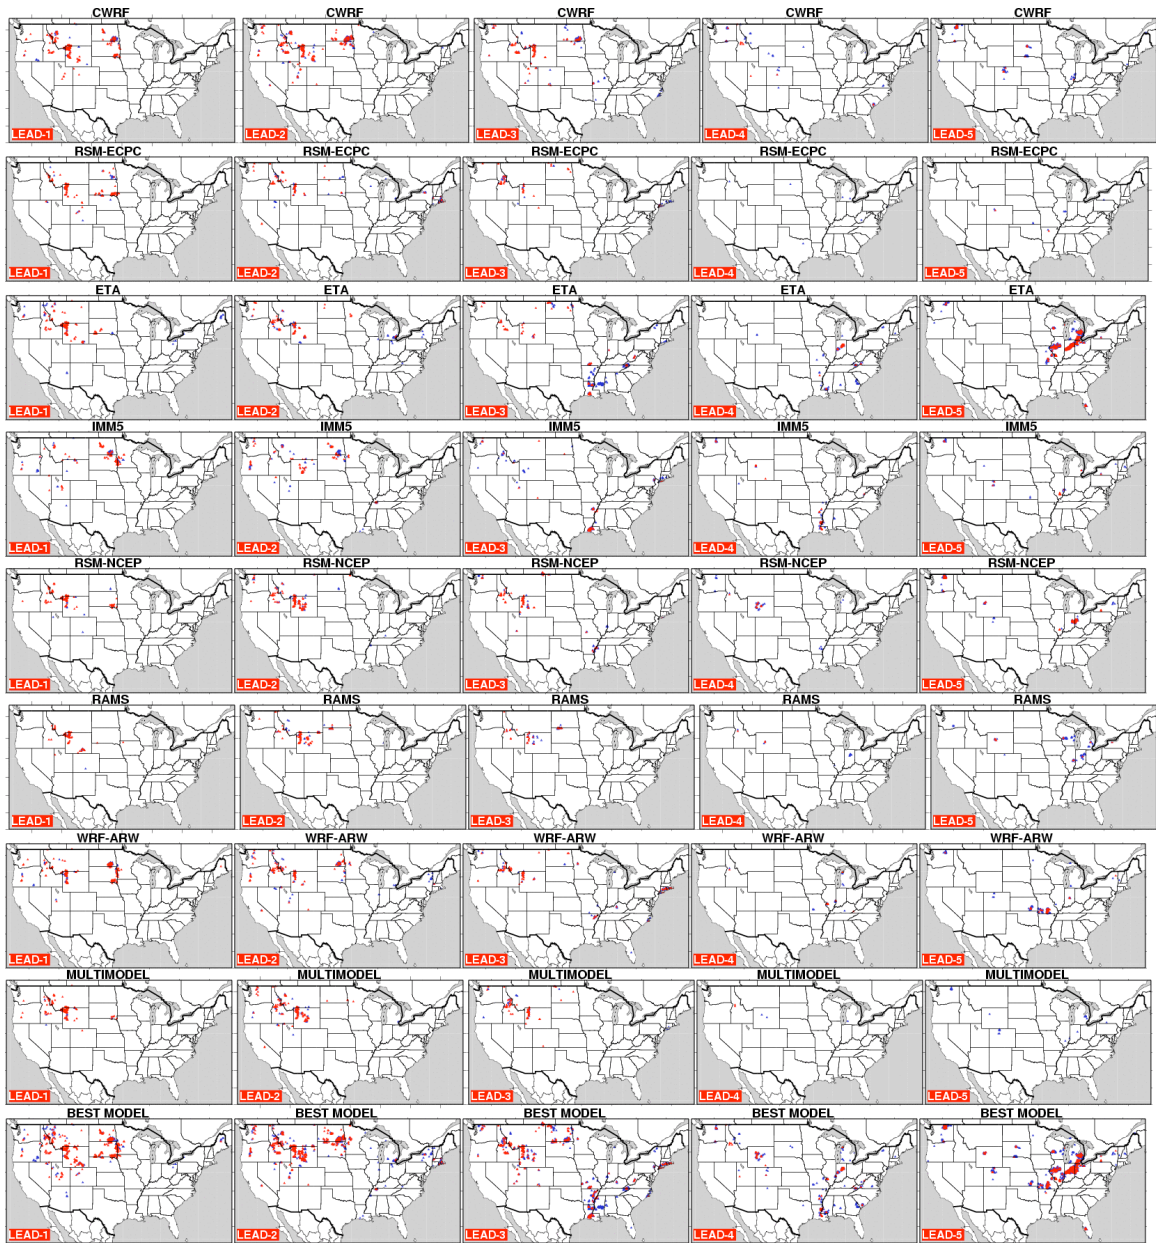 CWRF CWRF CWRF CWRF CWRF
LEAD-1 LEAD-2 LEAD-3 LEAD-4 LEAD-5
RSM-ECPC RSM-ECPC RSM-ECPC RSM-ECPC RSM-ECPC
LEAD-1 LEAD-2 LEAD-3 LEAD-4 LEAD-5
ETA ETA ETA ETA ETA
LEAD-1 LEAD-2 LEAD-3 LEAD-4 LEAD-5
IMM5 IMM5 IMM5 IMM5 IMM5
LEAD-1 LEAD-2 LEAD-3 LEAD-4 LEAD-5
RSM-NCEP RSM-NCEP RSM-NCEP RSM-NCEP RSM-NCEP
LEAD-1 LEAD-2 LEAD-3 LEAD-4 LEAD-5
RAMS RAMS RAMS RAMS RAMS
LEAD-1 LEAD-2 LEAD-3 LEAD-4 LEAD-5
WRF-ARW WRF-ARW WRF-ARW WRF-ARW WRF-ARW
LEAD-1 LEAD-2 LEAD-3 LEAD-4 LEAD-5
MULTIMODEL MULTIMODEL MULTIMODEL MULTIMODEL MULTIMODEL
LEAD-1 LEAD-2 LEAD-3 LEAD-4 LEAD-5
BEST MODEL BEST MODEL BEST MODEL BEST MODEL BEST MODEL
LEAD-1 LEAD-2 LEAD-3 LEAD-4 LEAD-5